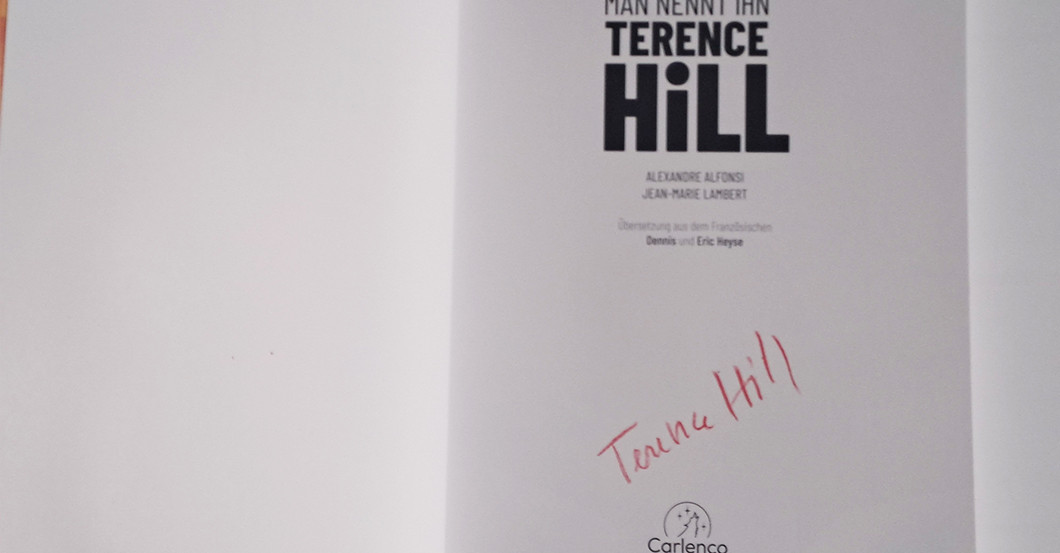 MAN NENNT IHN
TERENCE
HiLL
ALEXANDRE ALFONSI
JEAN-MARIE LAMBERT
Übersetzung aus dem Französischen
Dennis und Eric Heyse
Terence Hill
Carlenco